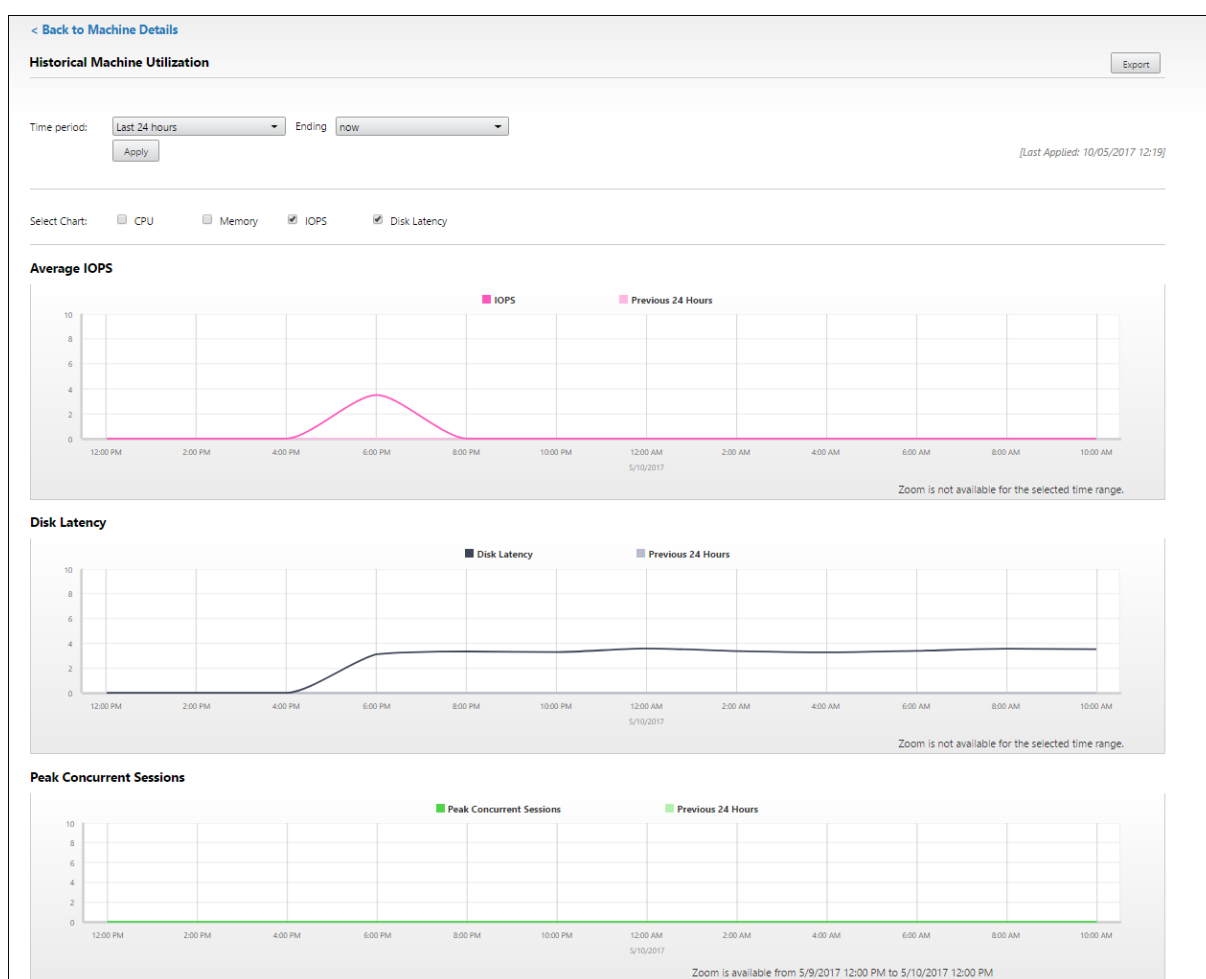 < Back to Machine Details
Historical Machine Utilization
Export
Time period: Last 24 hours Ending now
Apply
[Last Applied: 10/05/2017 12:19]
Select Chart: CPU Memory IOPS Disk Latency
Average IOPS
IOPS Previous 24 Hours
10
8
6
4
2
0
12:00 PM 2:00 PM 4:00 PM 6:00 PM 8:00 PM 10:00 PM 12:00 AM 2:00 AM 4:00 AM 6:00 AM 8:00 AM 10:00 AM
5/10/2017
Zoom is not available for the selected time range.
Disk Latency
Disk Latency Previous 24 Hours
10
8
6
4
2
0
12:00 PM 2:00 PM 4:00 PM 6:00 PM 8:00 PM 10:00 PM 12:00 AM 2:00 AM 4:00 AM 6:00 AM 8:00 AM 10:00 AM
5/10/2017
Zoom is not available for the selected time range.
Peak Concurrent Sessions
Peak Concurrent Sessions Previous 24 Hours
10
8
6
4
2
0
12:00 PM 2:00 PM 4:00 PM 6:00 PM 8:00 PM 10:00 PM 12:00 AM 2:00 AM 4:00 AM 6:00 AM 8:00 AM 10:00 AM
5/10/2017
Zoom is available from 5/9/2017 12:00 PM to 5/10/2017 12:00 PM